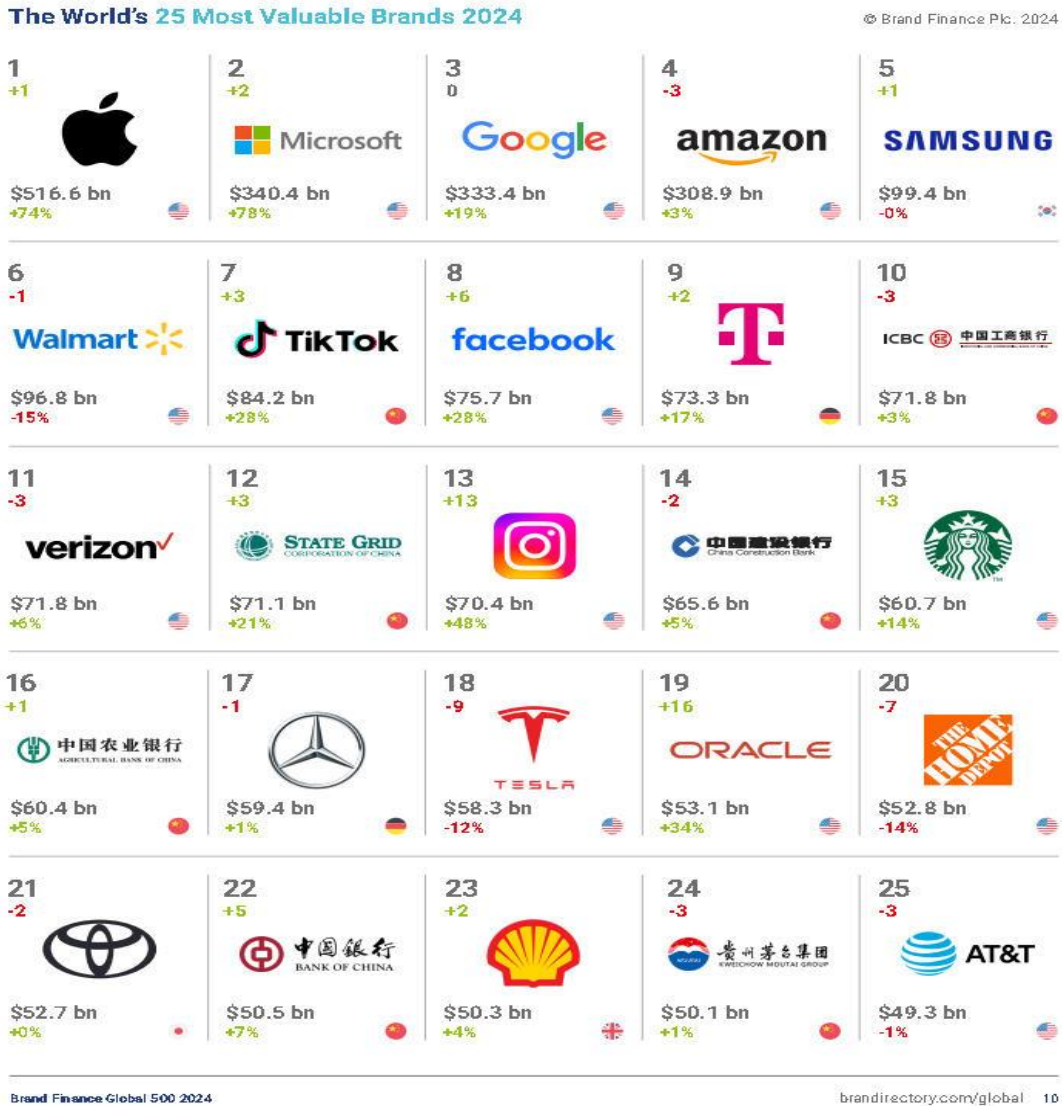 The World's 25 Most Valuable Brands 2024
© Brand Finance Plc. 2024
1
+1
$516.6 bn
+74%
2
+2
Microsoft
$340.4 bn
+78%
3
0
Google
$333.4 bn
+19%
4
-3
amazon
$308.9 bn
+3%
5
+1
SAMSUNG
$99.4 bn
-0%
6
-1
Walmart
$96.8 bn
-15%
7
+3
TikTok
$84.2 bn
+28%
8
+6
facebook
$75.7 bn
+28%
9
+2
T
$73.3 bn
+17%
10
-3
ICBC 中国工商银行
$71.8 bn
+3%
11
-3
verizon
$71.8 bn
+6%
12
+3
STATE GRID
CORPORATION OF CHINA
$71.1 bn
+21%
13
+13
$70.4 bn
+48%
14
-2
中国建设银行
China Construction Bank
$65.6 bn
+5%
15
+3
TM
$60.7 bn
+14%
16
+1
中国农业银行
AGRICULTURAL BANK OF CHINA
$60.4 bn
+5%
17
-1
$59.4 bn
+1%
18
-9
TESLA
$58.3 bn
-12%
19
+16
ORACLE
$53.1 bn
+34%
20
-7
THE
HOME
DEPOT
$52.8 bn
-14%
21
-2
$52.7 bn
+0%
22
+5
中国銀行
BANK OF CHINA
$50.5 bn
+7%
23
+2
$50.3 bn
+4%
24
-3
MOUTAI
贵州茅台集团
KWEICHOW MOUTAI GROUP
$50.1 bn
+1%
25
-3
AT&T
$49.3 bn
-1%
Brand Finance Global 500 2024
brandirectory.com/global 10